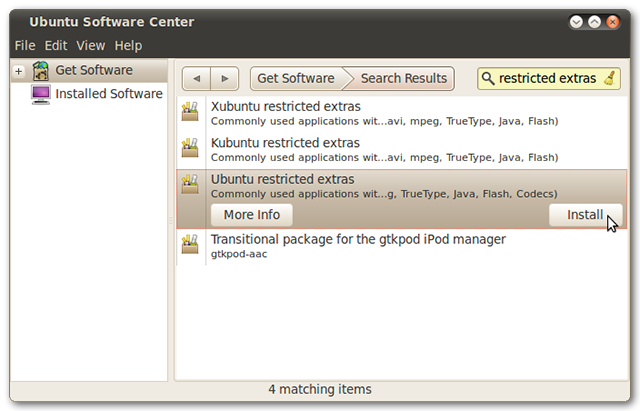 Ubuntu Software Center
File Edit View Help
Get Software
Installed Software
Get Software Search Results restricted extras
Xubuntu restricted extras
Commonly used applications wit...avi, mpeg, TrueType, Java, Flash)
Kubuntu restricted extras
Commonly used applications wit...avi, mpeg, TrueType, Java, Flash)
Ubuntu restricted extras
Commonly used applications wit...g, TrueType, Java, Flash, Codecs)
More Info Install
Transitional package for the gtkpod iPod manager
gtkpod-aac
4 matching items